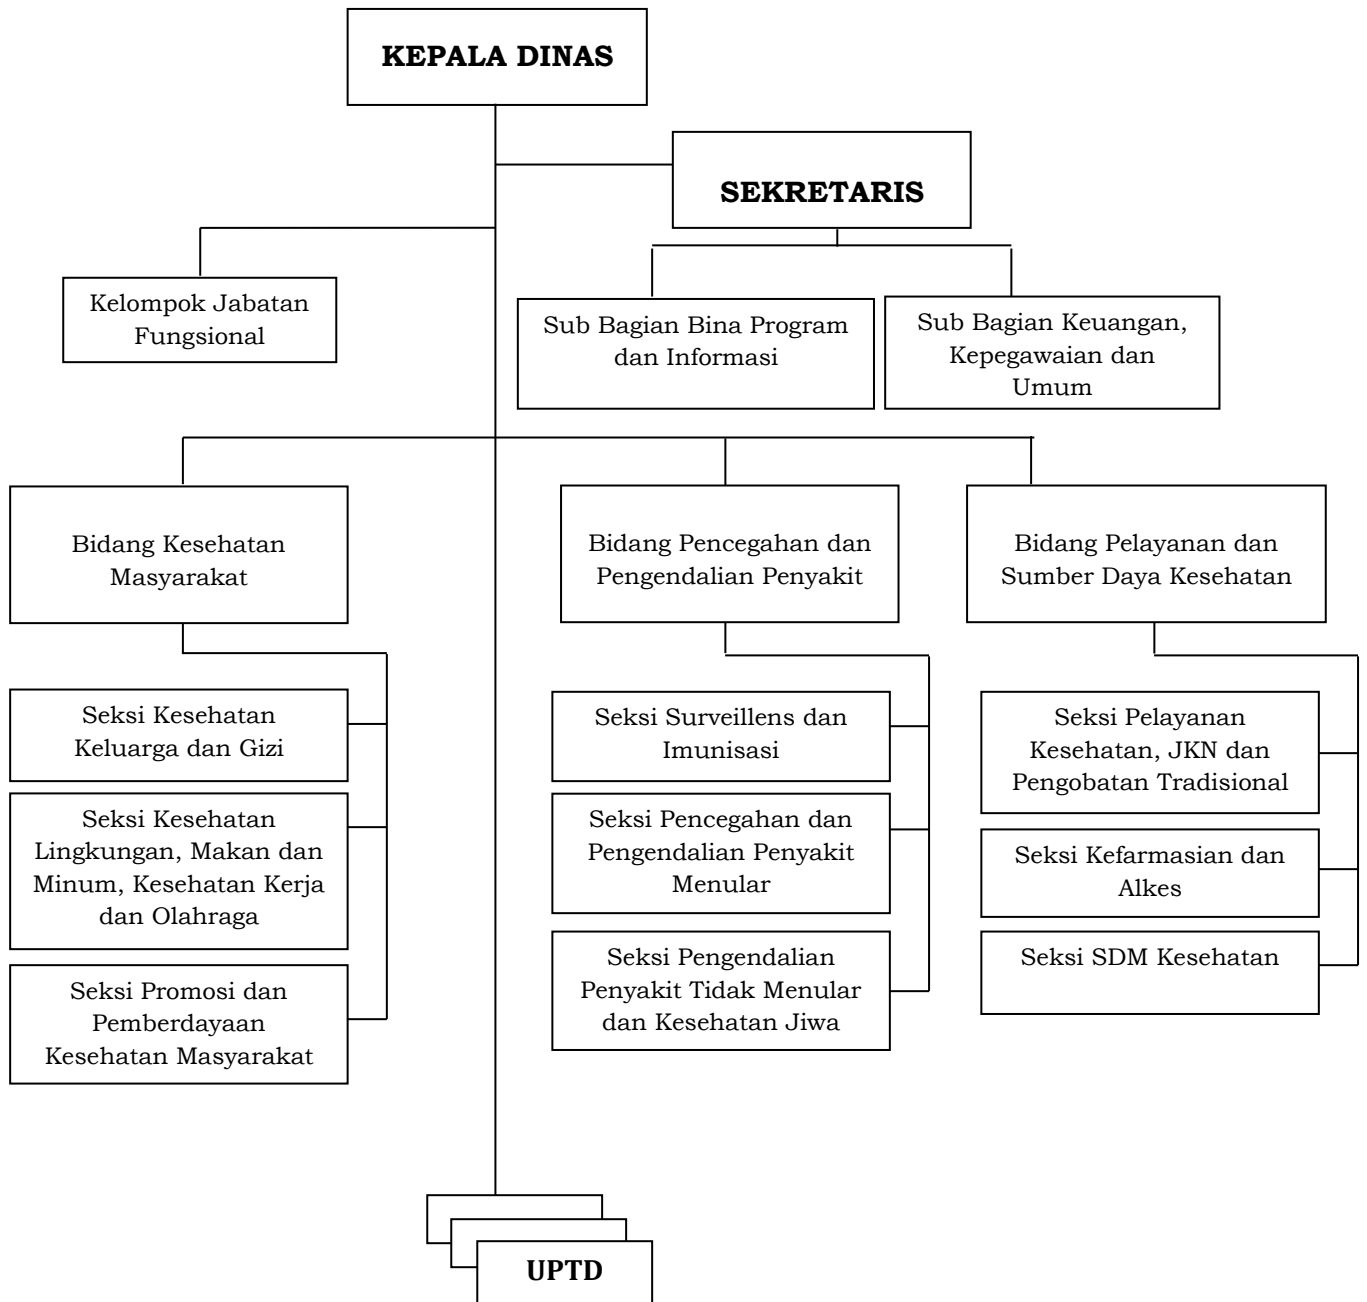 KEPALA DINAS
SEKRETARIS
Kelompok Jabatan
Fungsional
Sub Bagian Bina Program
dan Informasi
Sub Bagian Keuangan,
Kepegawaian dan
Umum
Bidang Kesehatan
Masyarakat
Bidang Pencegahan dan
Pengendalian Penyakit
Bidang Pelayanan dan
Sumber Daya Kesehatan
Seksi Kesehatan
Keluarga dan Gizi
Seksi Kesehatan
Lingkungan, Makan dan
Minum, Kesehatan Kerja
dan Olahraga
Seksi Promosi dan
Pemberdayaan
Kesehatan Masyarakat
Seksi Surveillens dan
Imunisasi
Seksi Pencegahan dan
Pengendalian Penyakit
Menular
Seksi Pengendalian
Penyakit Tidak Menular
dan Kesehatan Jiwa
Seksi Pelayanan
Kesehatan, JKN dan
Pengobatan Tradisional
Seksi Kefarmasian dan
Alkes
Seksi SDM Kesehatan
UPTD